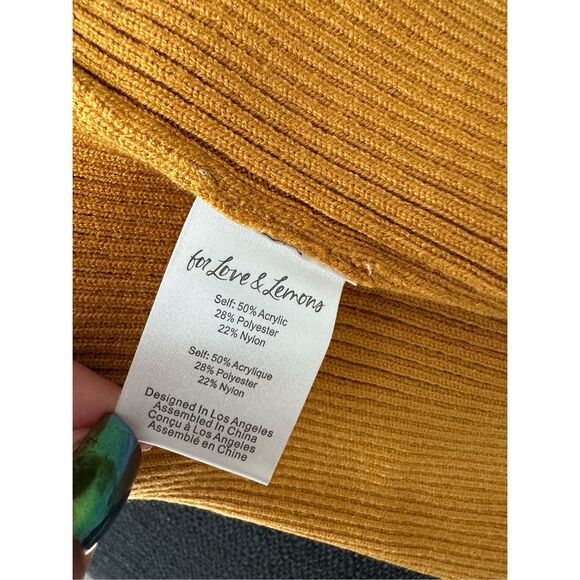 for Love & Lemons
Self: 50% Acrylic
28% Polyester
22% Nylon
Self: 50% Acrylique
28% Polyester
22% Nylon
Designed In Los Angeles
Assembled In China
Conçu à Los Angeles
Assemblé en Chine